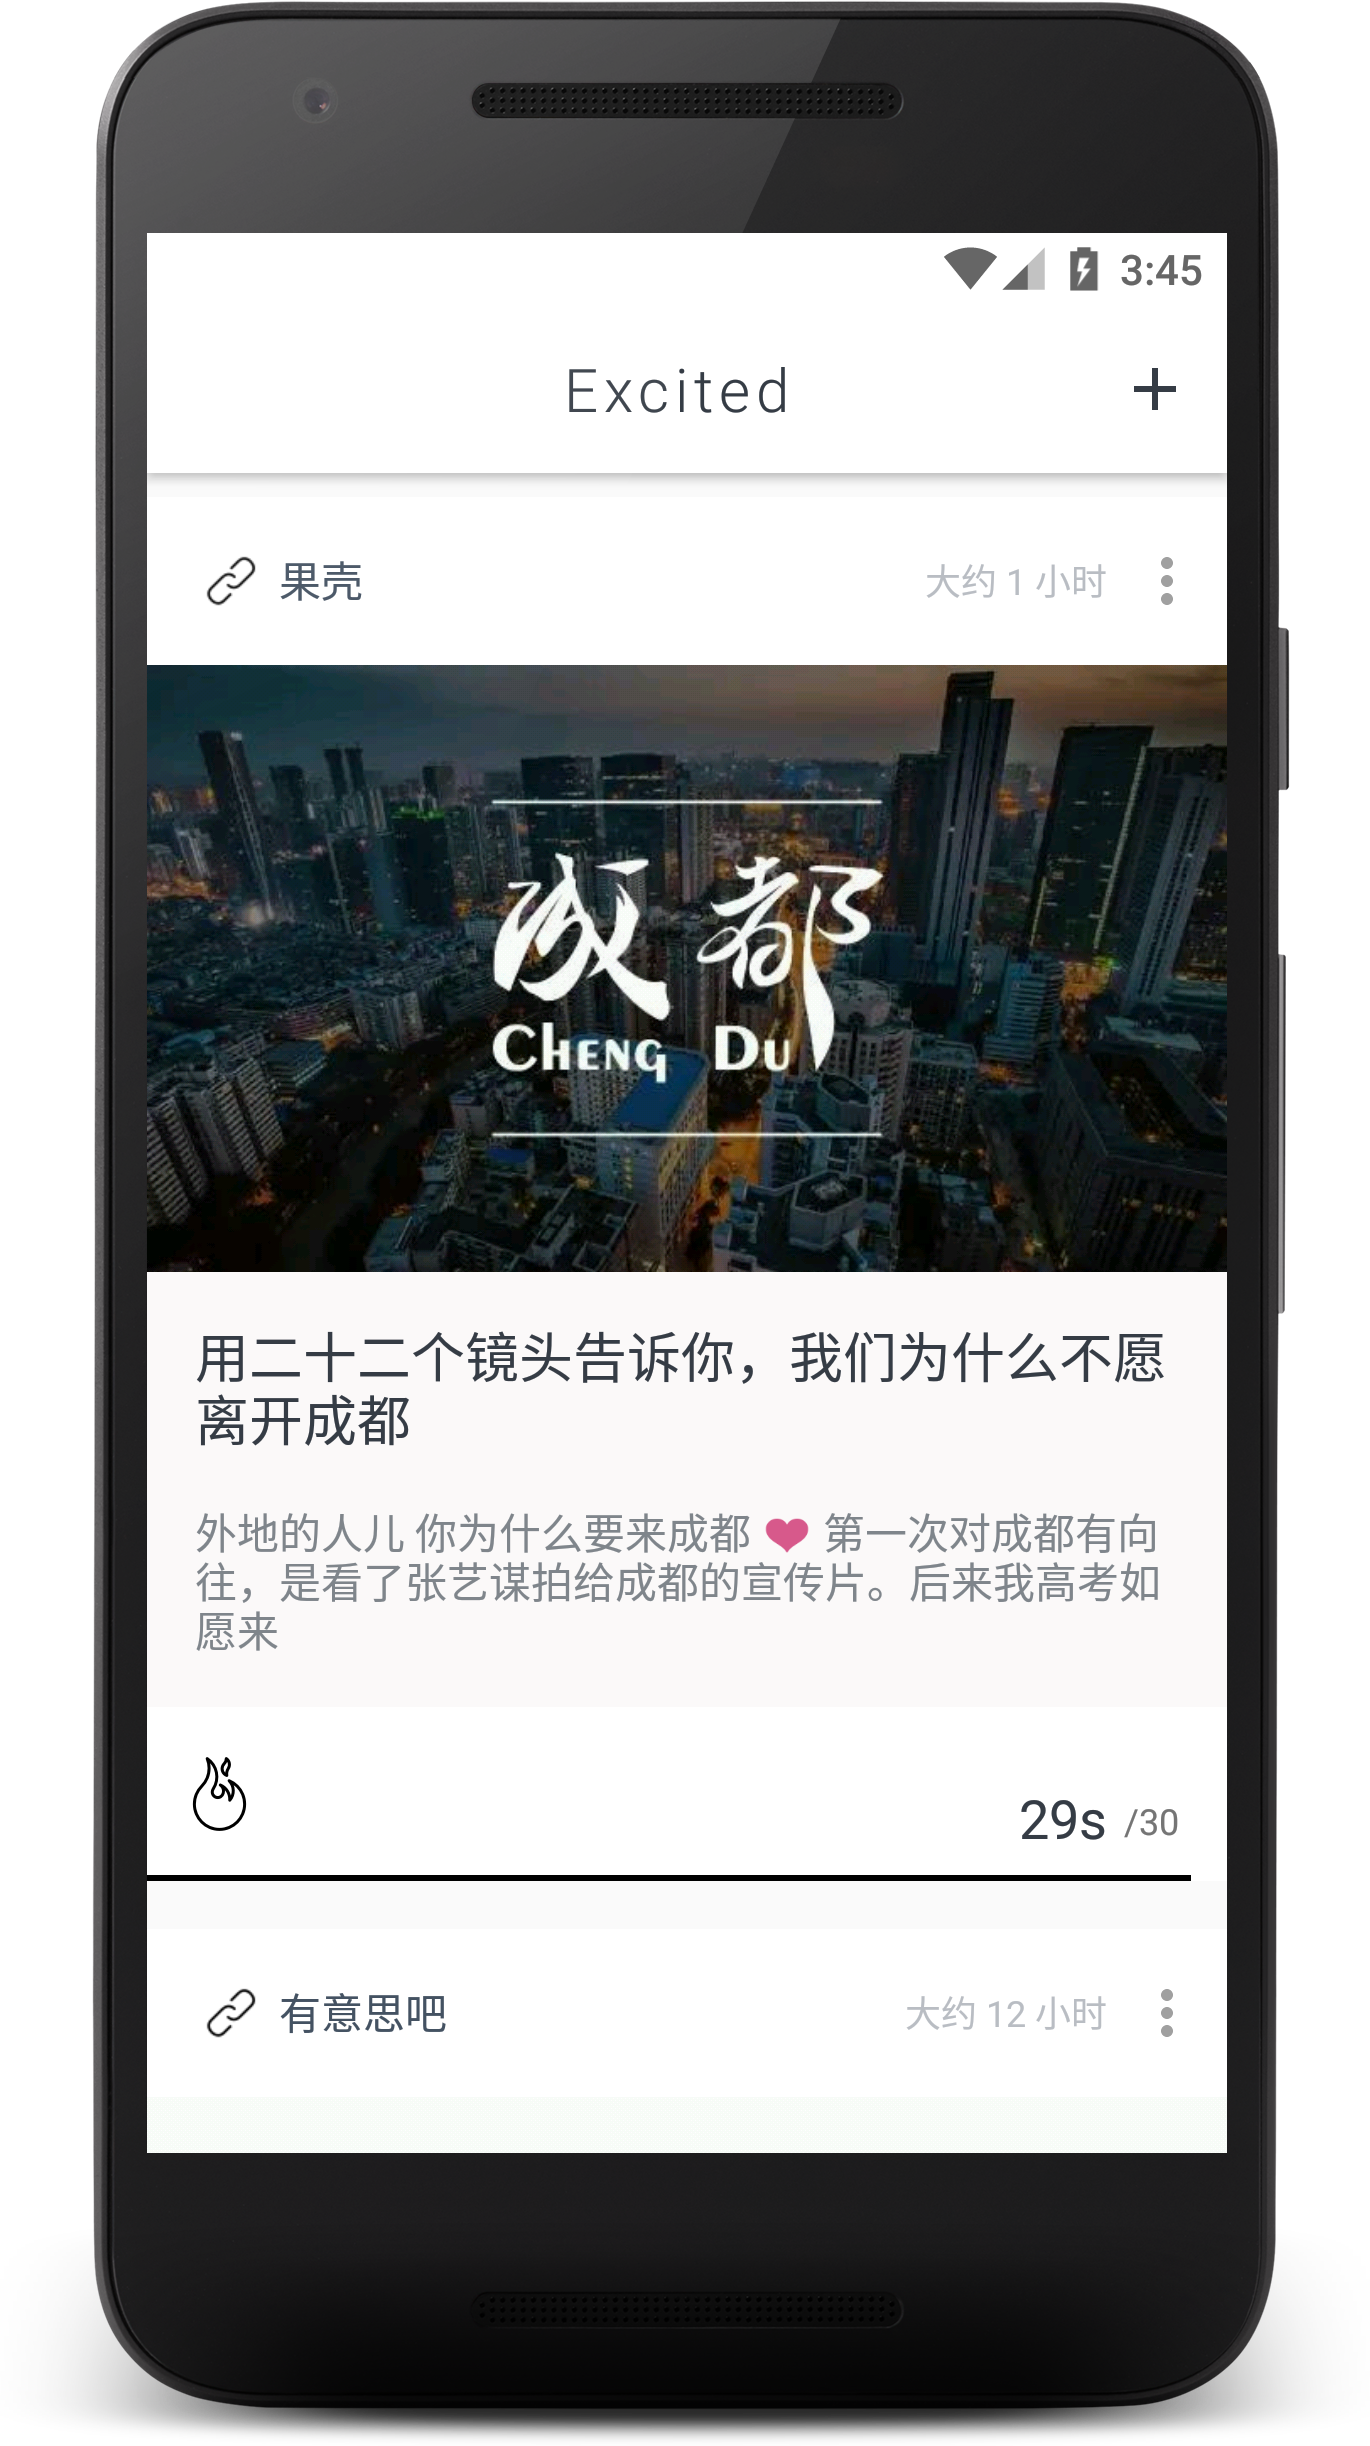 3:45
Excited
果壳
大约 1 小时
成都
CHENG DU
用二十二个镜头告诉你，我们为什么不愿
离开成都
外地的人儿 你为什么要来成都 ❤ 第一次对成都有向
往，是看了张艺谋拍给成都的宣传片。后来我高考如
愿来
29s /30
有意思吧
大约 12 小时